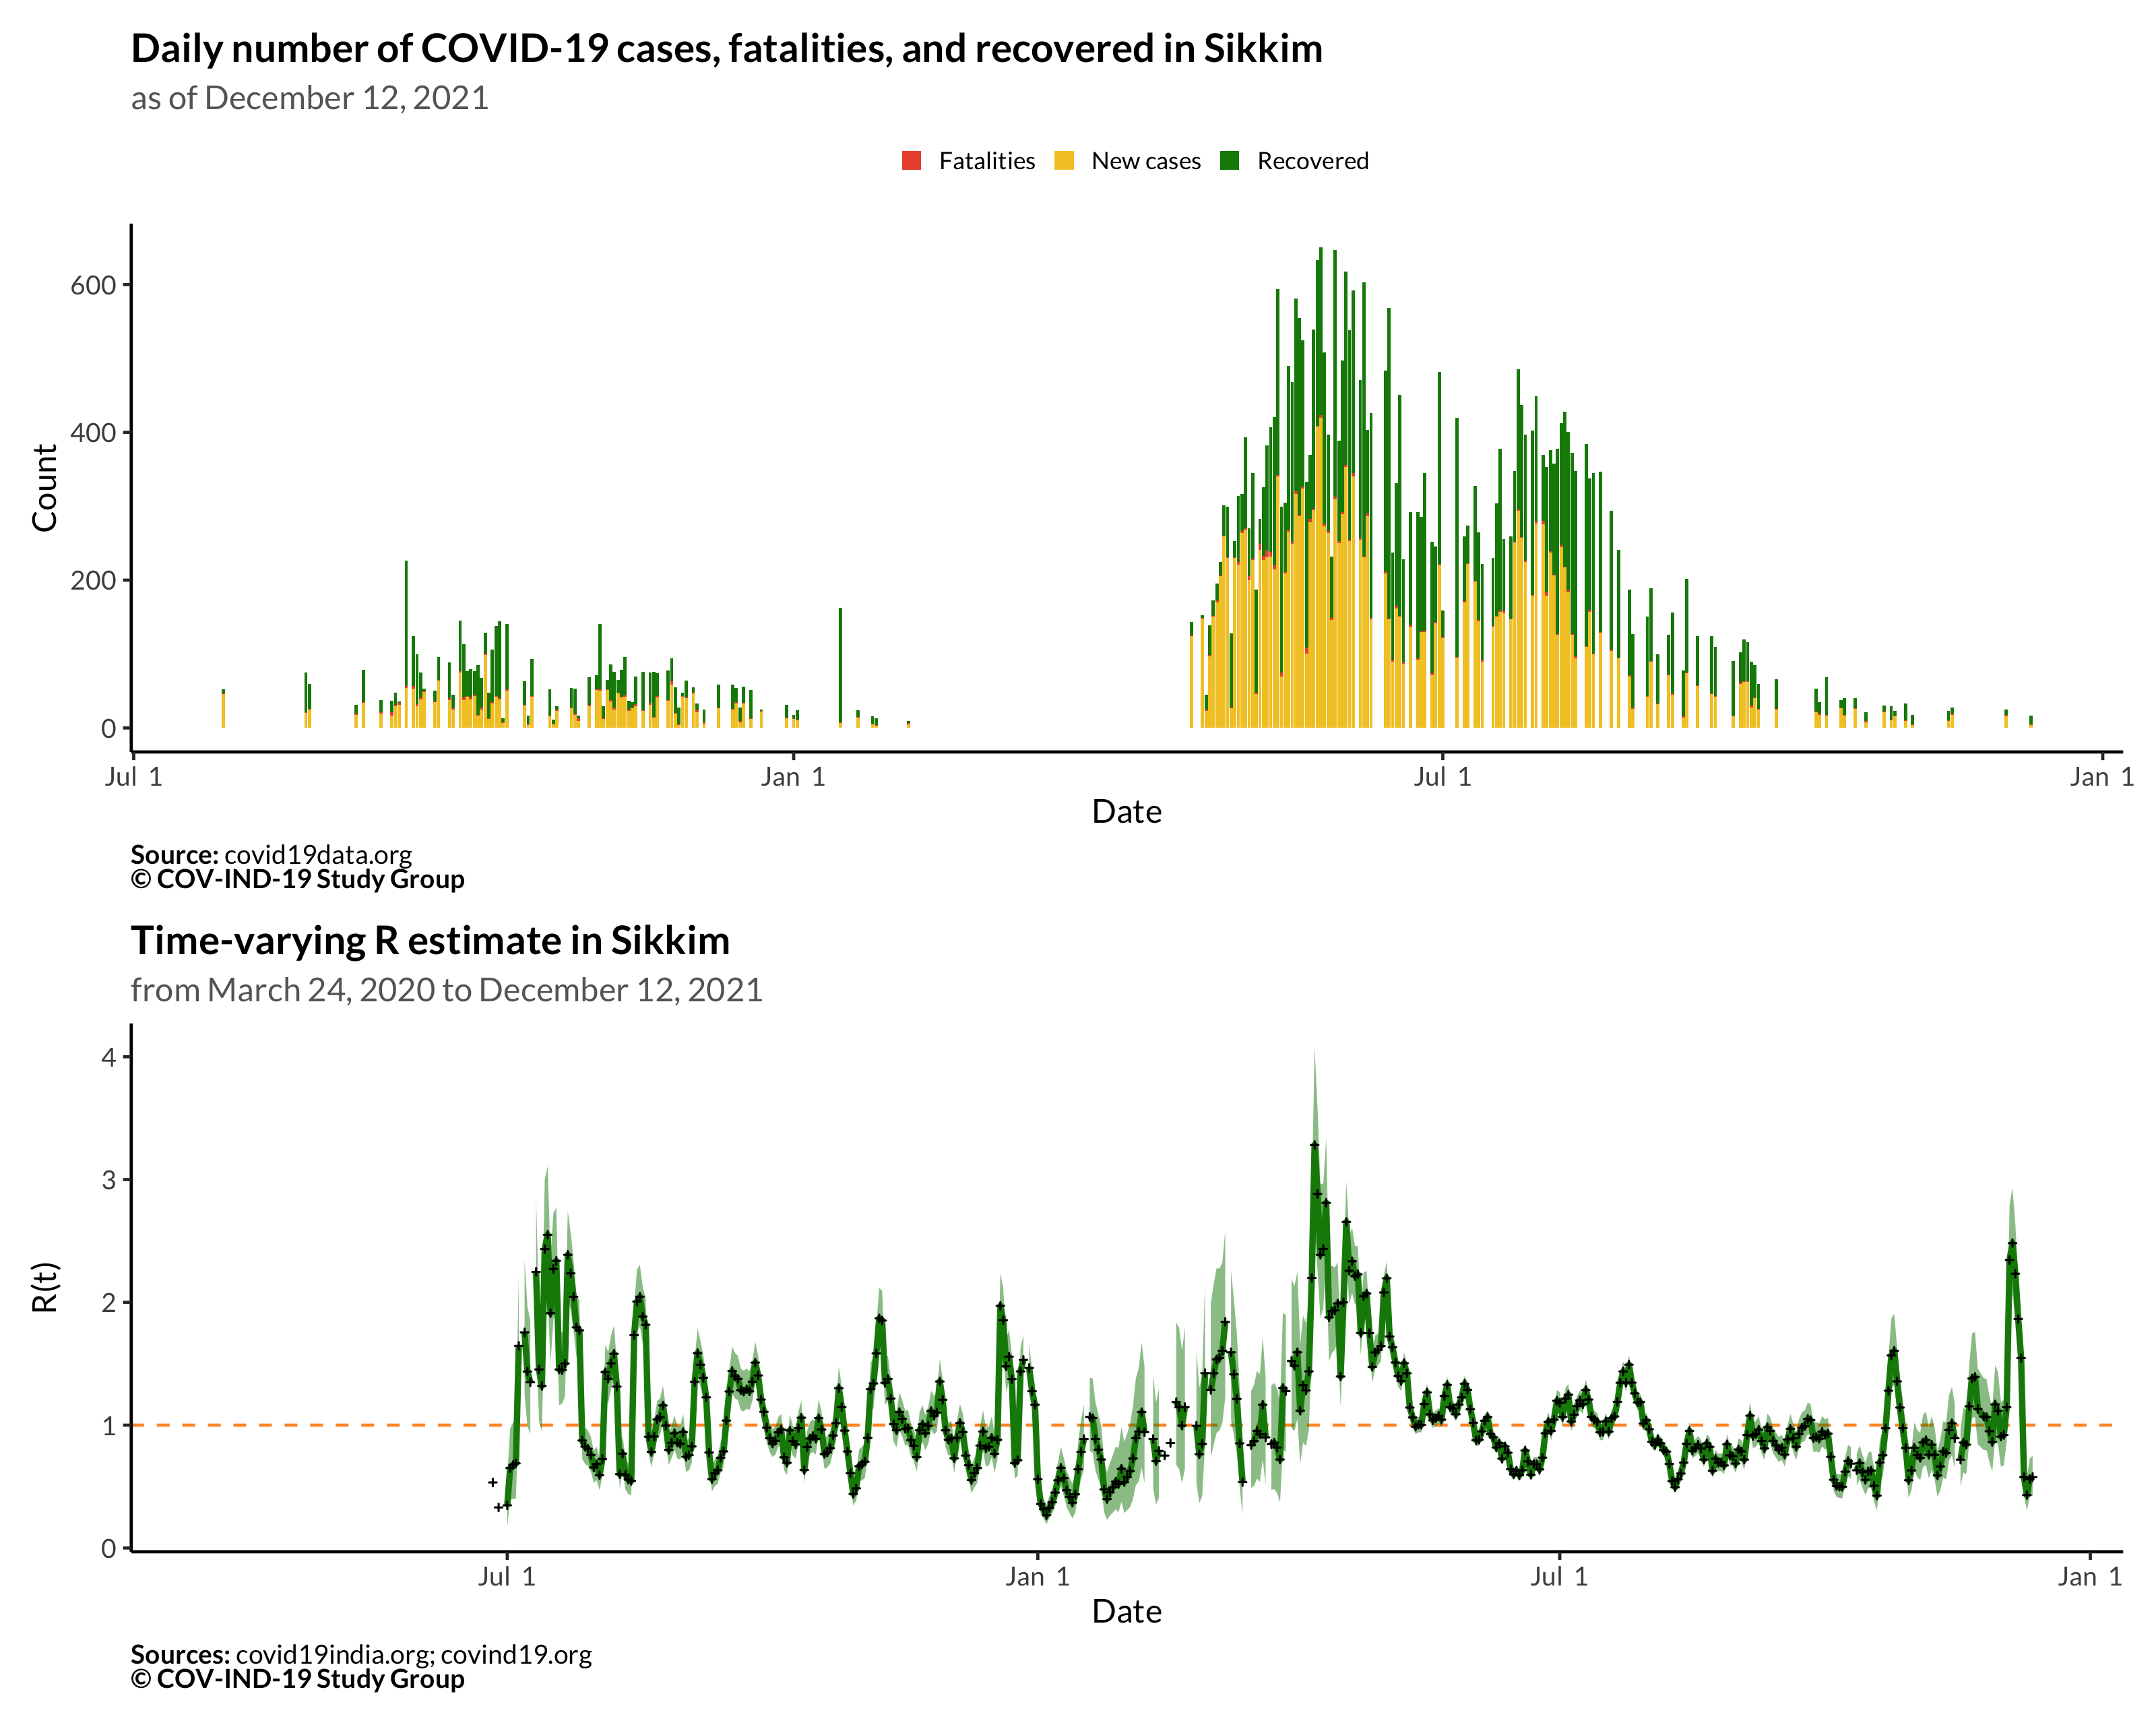 Daily number of COVID-19 cases, fatalities, and recovered in Sikkim
as of December 12, 2021
Fatalities New cases Recovered
600
400
200
0
Count
Jul 1 Jan 1 Jul 1 Jan 1
Date
Source: covid19data.org
© COV-IND-19 Study Group
Time-varying R estimate in Sikkim
from March 24, 2020 to December 12, 2021
4
3
2
1
0
R(t)
Jul 1 Jan 1 Jul 1 Jan 1
Date
Sources: covid19india.org; covind19.org
© COV-IND-19 Study Group